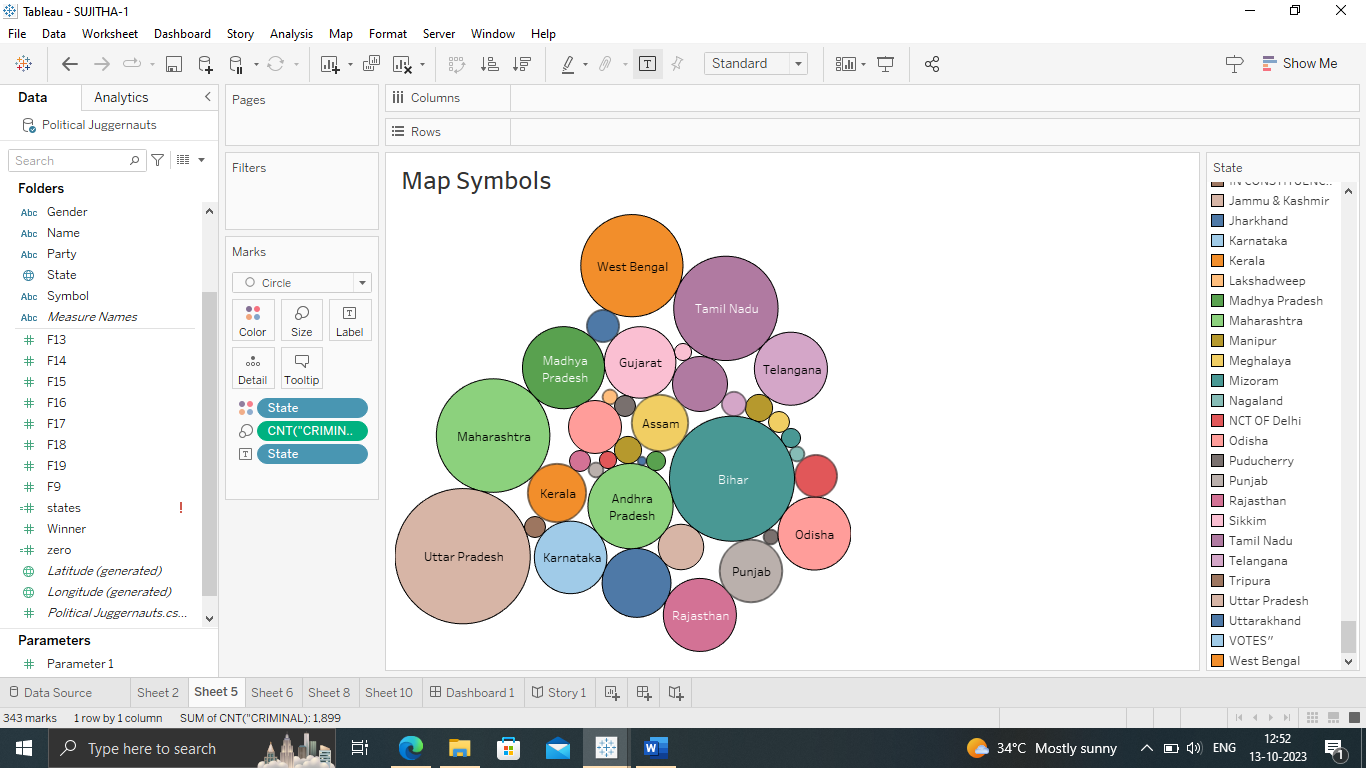 Tableau - SUJITHA-1
File Data Worksheet Dashboard Story Analysis Map Format Server Window Help
Standard
Show Me
Data
Analytics
Political Juggernauts
Search
Folders
Abc Gender
Abc Name
Abc Party
State
Abc Symbol
Abc Measure Names
F13
F14
F15
F16
F17
F18
F19
F9
states !
Winner
zero
Latitude (generated)
Longitude (generated)
Political Juggernauts.cs...
Parameters
Parameter 1
Pages
Filters
Marks
Circle
Color
Size
Label
Detail
Tooltip
State
CNT("CRIMIN..
State
Columns
Rows
Map Symbols
West Bengal
Tamil Nadu
Madhya
Pradesh
Gujarat
Telangana
Maharashtra
Assam
Bihar
Kerala
Andhra
Pradesh
Odisha
Uttar Pradesh
Karnataka
Punjab
Rajasthan
State
IN CONSTITUENC..
Jammu & Kashmir
Jharkhand
Karnataka
Kerala
Lakshadweep
Madhya Pradesh
Maharashtra
Manipur
Meghalaya
Mizoram
Nagaland
NCT OF Delhi
Odisha
Puducherry
Punjab
Rajasthan
Sikkim
Tamil Nadu
Telangana
Tripura
Uttar Pradesh
Uttarakhand
VOTES"
West Bengal
Data Source
Sheet 2
Sheet 5
Sheet 6
Sheet 8
Sheet 10
Dashboard 1
Story 1
343 marks 1 row by 1 column SUM of CNT("CRIMINAL): 1,899
Type here to search
34°C Mostly sunny
ENG
12:52
13-10-2023
1